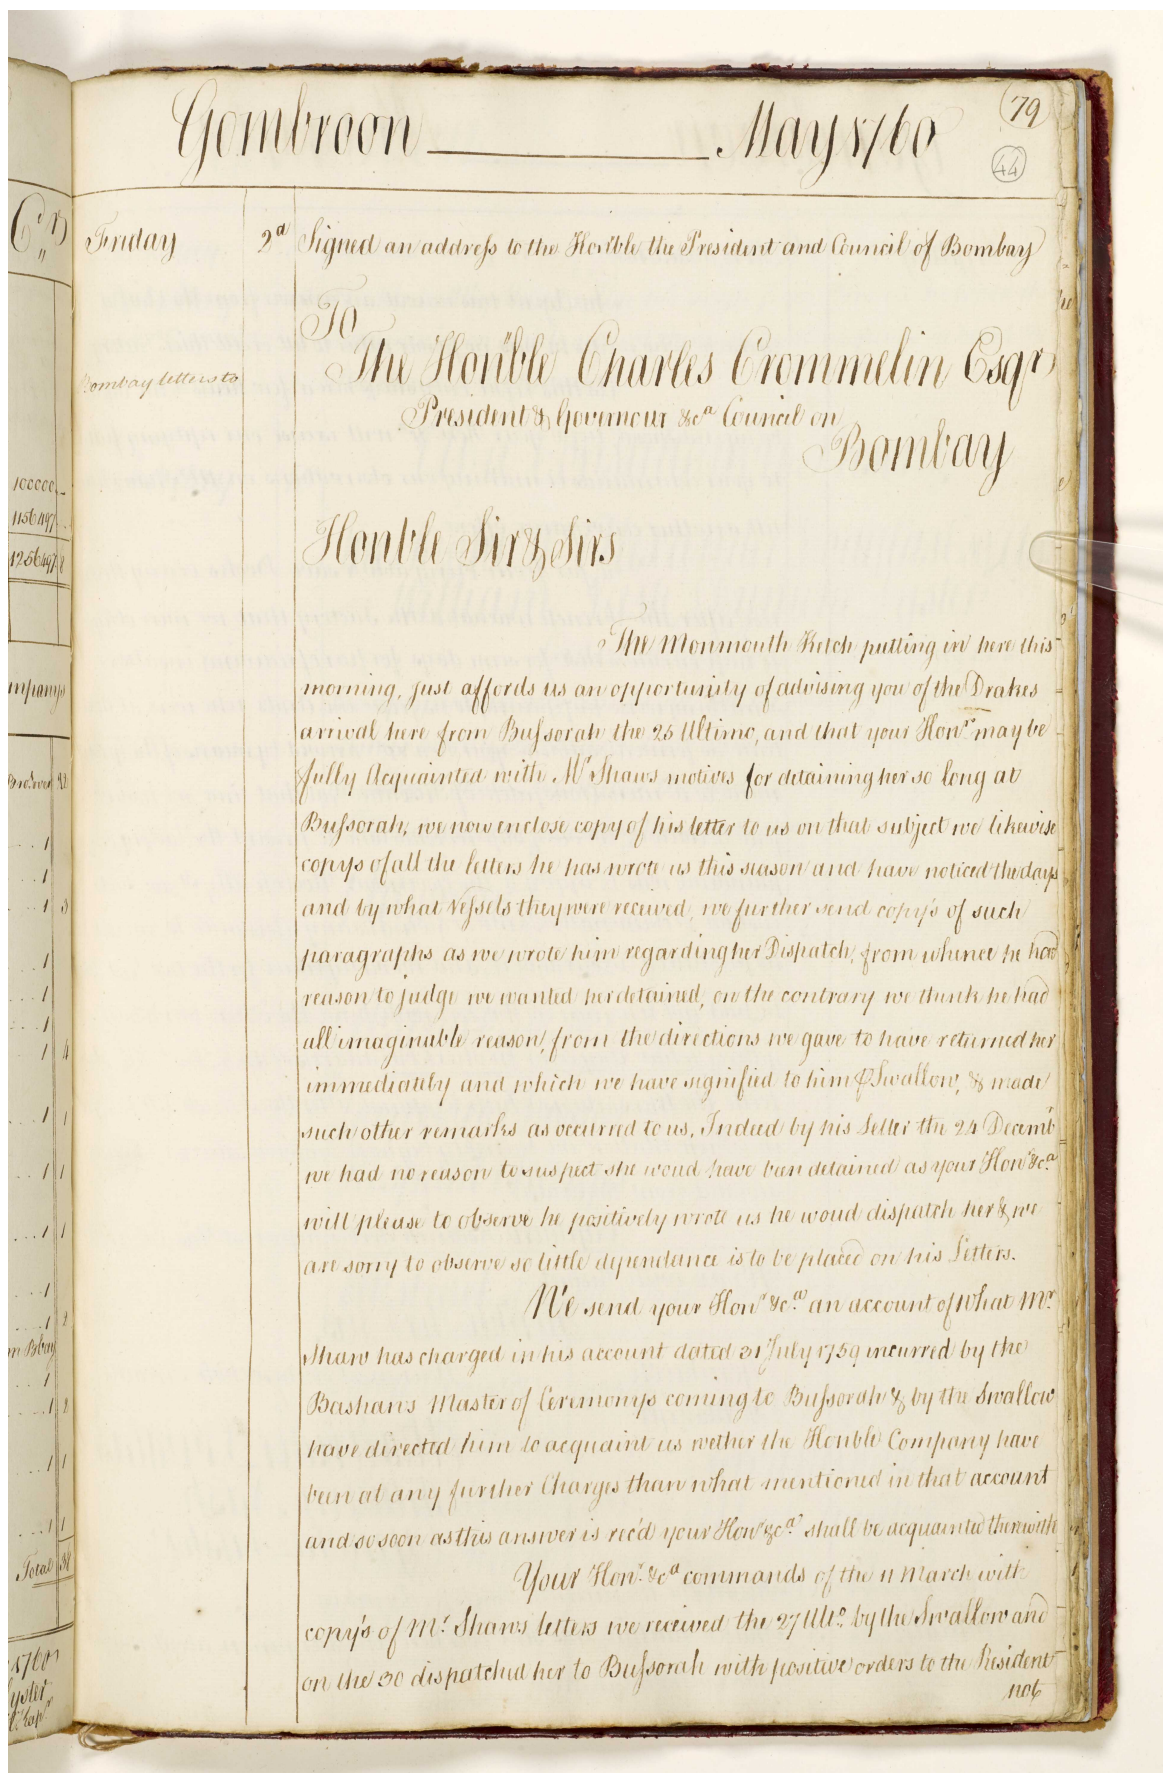 Gombroon May 1760
79
44
Friday 2d Signed an address to the Hon'ble the President and Council of Bombay
To
The Hon'ble Charles Crommelin Esqr
Bombay letters to
President & Governour &ca Council on
Bombay
Honble Sir & Sirs
The Monmouth Ketch putting in here this
morning, just affords us an opportunity of advising you of the Drakes
arrival here from Bussorah the 25 Ultimo, and that your Honr. may be
fully Acquainted with Mr Shaws motives for detaining her so long at
Bussorah, we now enclose copy of his letter to us on that subject we likewise
copys of all the letters he has wrote us this season and have noticed the days
and by what Vessels they were received, we further send copy's of such
paragraphs as we wrote him regarding her Dispatch, from whence he had
reason to judge we wanted her detained, on the contrary we think he had
all imaginable reason, from the directions we gave to have returned her
immediately and which we have signified to him ⅌ Swallow, & made
such other remarks as occurred to us. Indeed by his Letter the 24 Decemb
we had no reason to suspect she woud have been detained as your Honr &ca
will please to observe he positively wrote us he woud dispatch her & we
are sorry to observe so little dependance is to be placed on his Letters.
We send your Honr &ca an account of what Mr.
Shaw has charged in his account dated 31 July 1759 incurred by the
Bashaws Master of Ceremonys coming to Bussorah & by the Swallow
have directed him to acquaint us wether the Honble Company have
been at any further Charges than what mentioned in that account
and so soon as this answer is rec'd your Honr &ca shall be acquainted therewith
Your Honr. &ca commands of the 11 March with
copy's of Mr. Shaws letters we received the 27 Ulto. by the Swallow and
on the 30 dispatched her to Bussorah with positive orders to the Resident
not
100000
1156497
1256497 8
Total